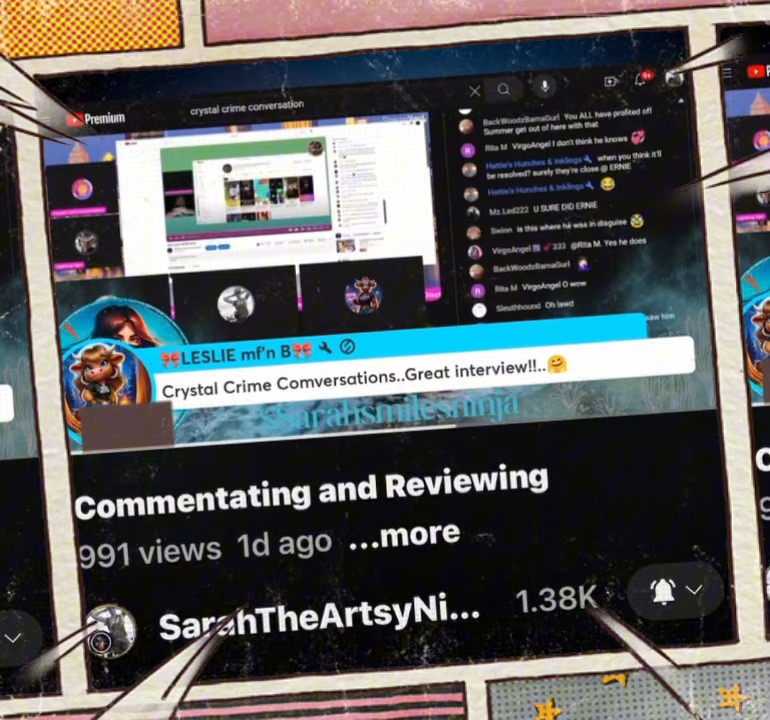 Premium
crystal crime conversation
9+
BackWoodzBamaGurl You ALL have profited off
Summer get out of here with that
Rita M VirgoAngel I don't think he knows
Hattie's Hunches & Inklings when you think it'll
be resolved? surely they're close @ ERNIE
Hattie's Hunches & Inklings
Mz.Led222 U SURE DID ERNIE
Swinn Is this where he was in disguise
VirgoAngel 333 @Rita M. Yes he does
BackWoodzBamaGurl
Rita M VirgoAngel O wow
Sleuthhound Oh lawd
saw him
LESLIE mf'n B
Crystal Crime Comversations..Great interview!!..🤗
SSarahsmilesninja
Commentating and Reviewing
991 views 1d ago ...more
SarahTheArtsyNi... 1.38K